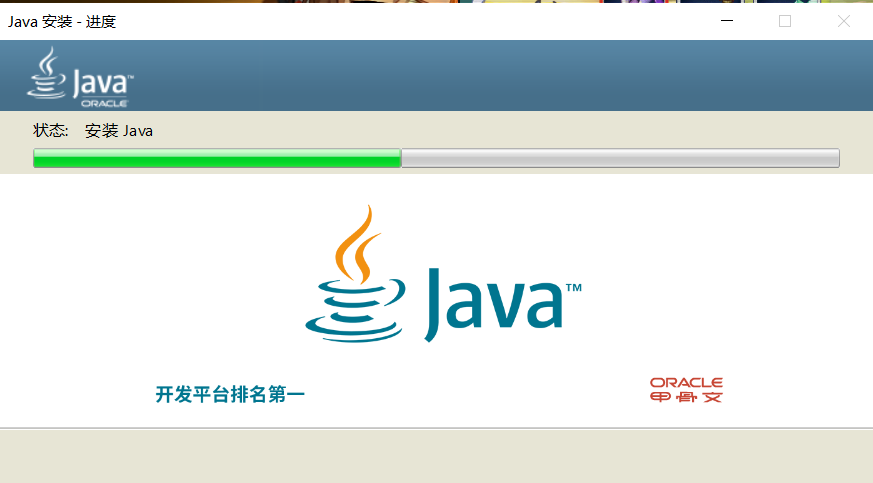 Java 安装 - 进度
Java™
ORACLE
状态: 安装 Java
Java™
开发平台排名第一
ORACLE
甲骨文